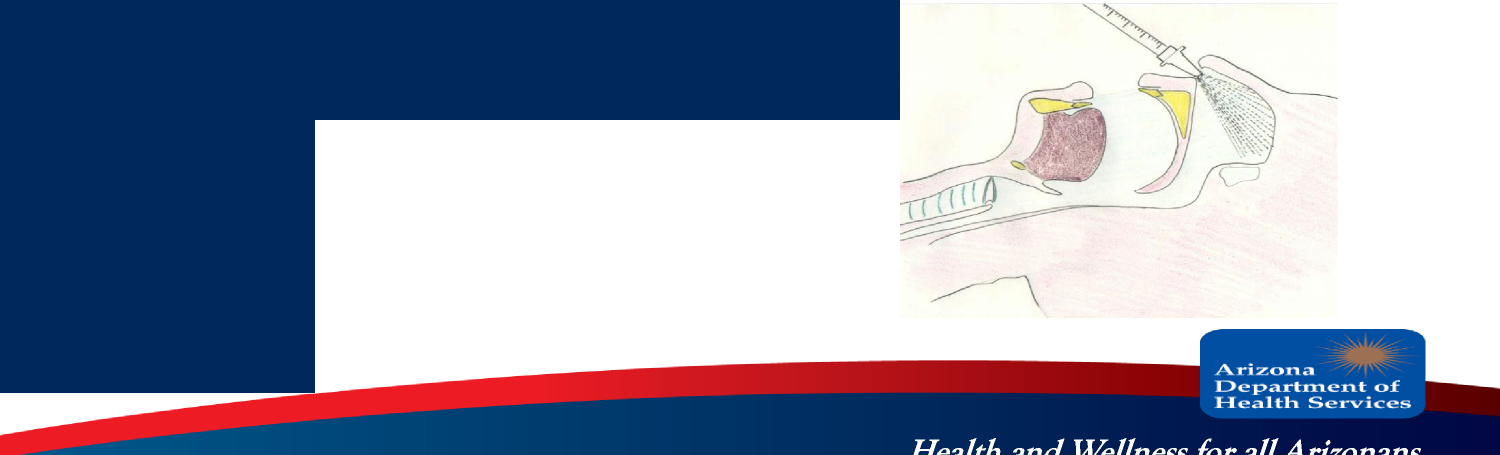 Arizona
Department of
Health Services
Health and Wellness for all Arizonans